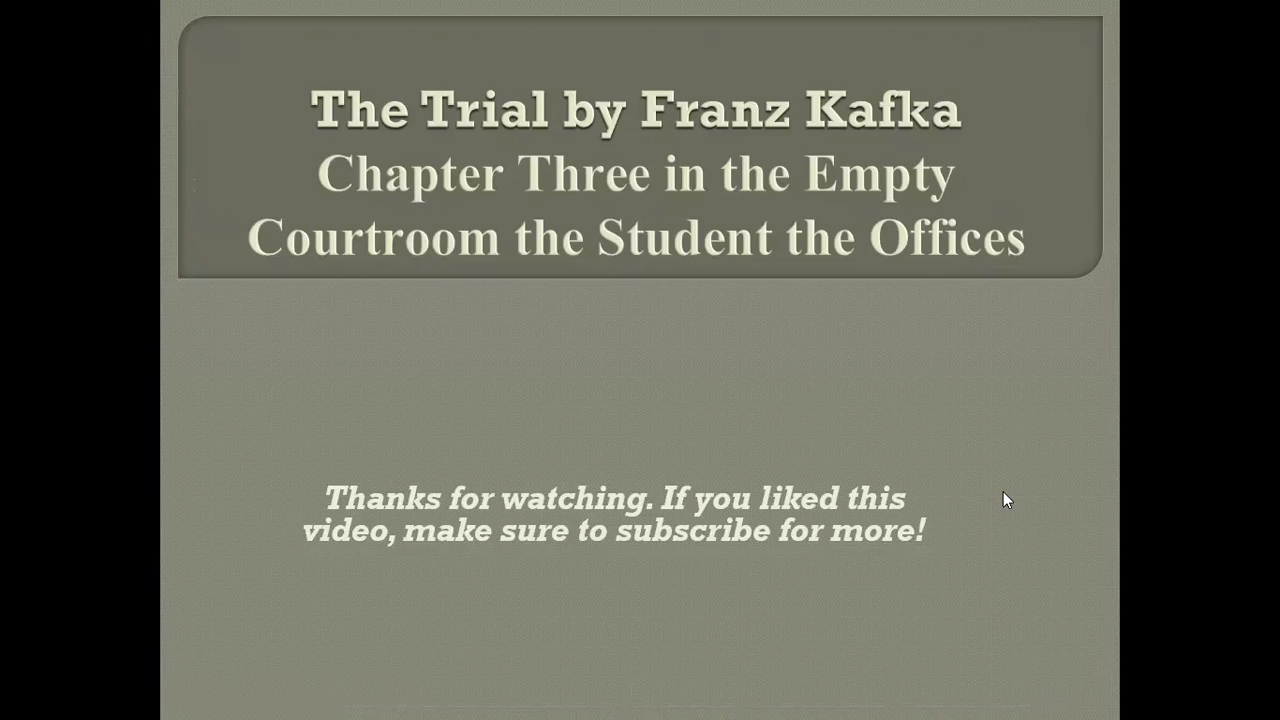 The Trial by Franz Kafka
Chapter Three in the Empty
Courtroom the Student the Offices
Thanks for watching. If you liked this
video, make sure to subscribe for more!